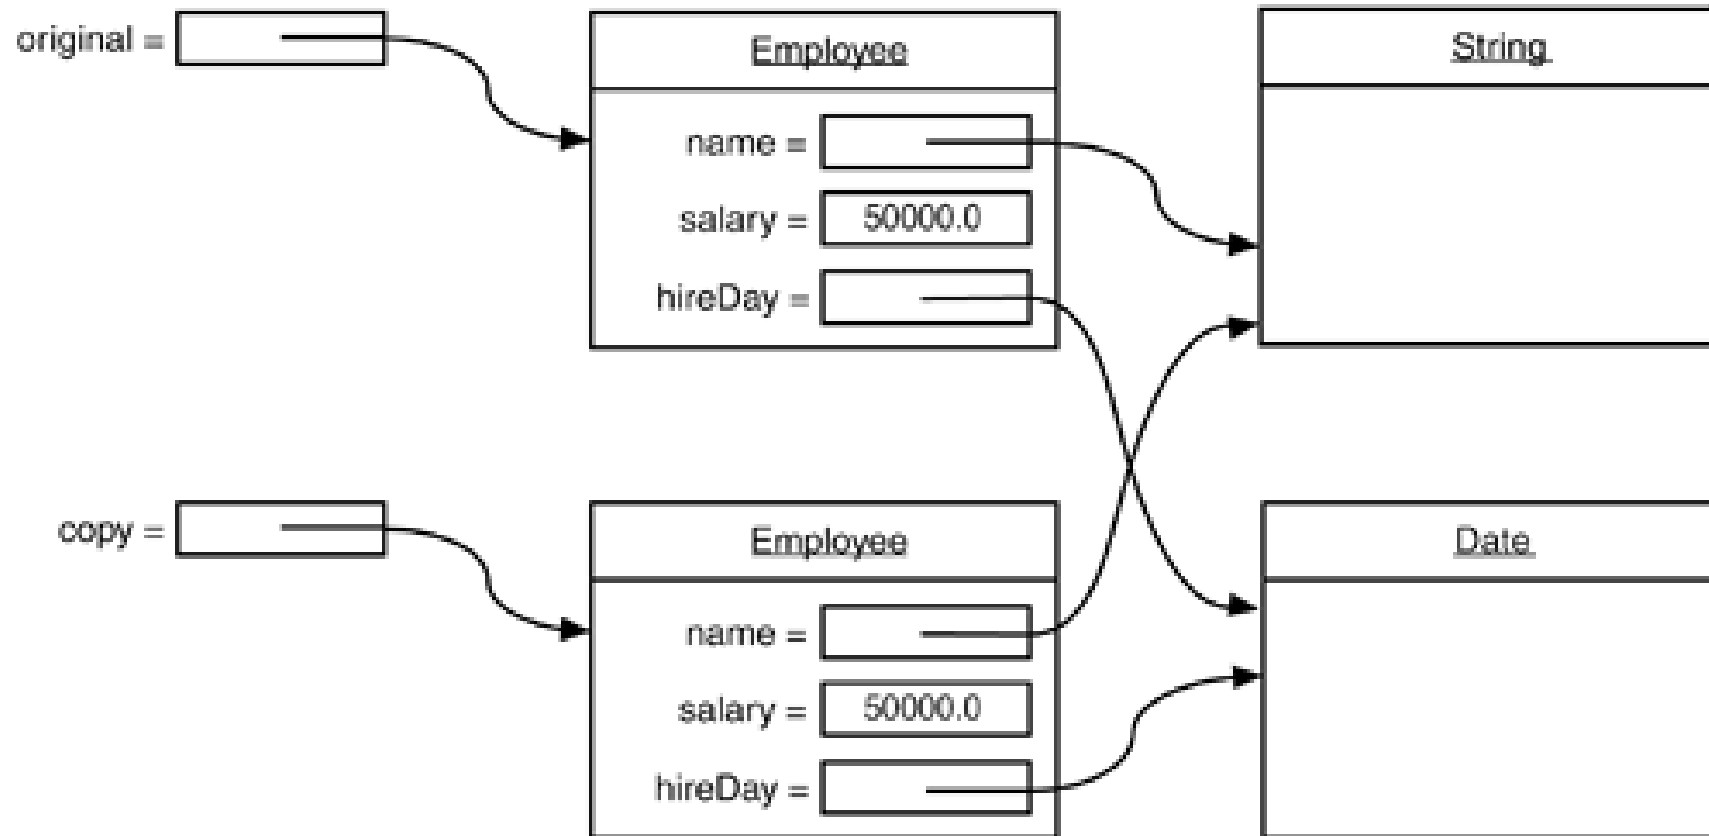 original =
Employee
String
name =
salary = 50000.0
hireDay =
copy =
Employee
Date
name =
salary = 50000.0
hireDay =